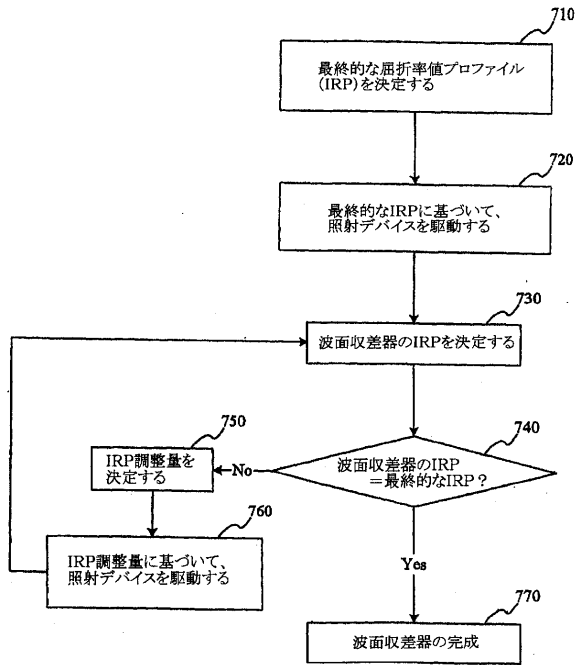 710
最終的な屈折率値プロファイル
(IRP)を決定する
720
最終的なIRPに基づいて、
照射デバイスを駆動する
730
波面収差器のIRPを決定する
740
波面収差器のIRP
＝最終的なIRP？
750
IRP調整量を
決定する
No
760
IRP調整量に基づいて、
照射デバイスを駆動する
Yes
770
波面収差器の完成